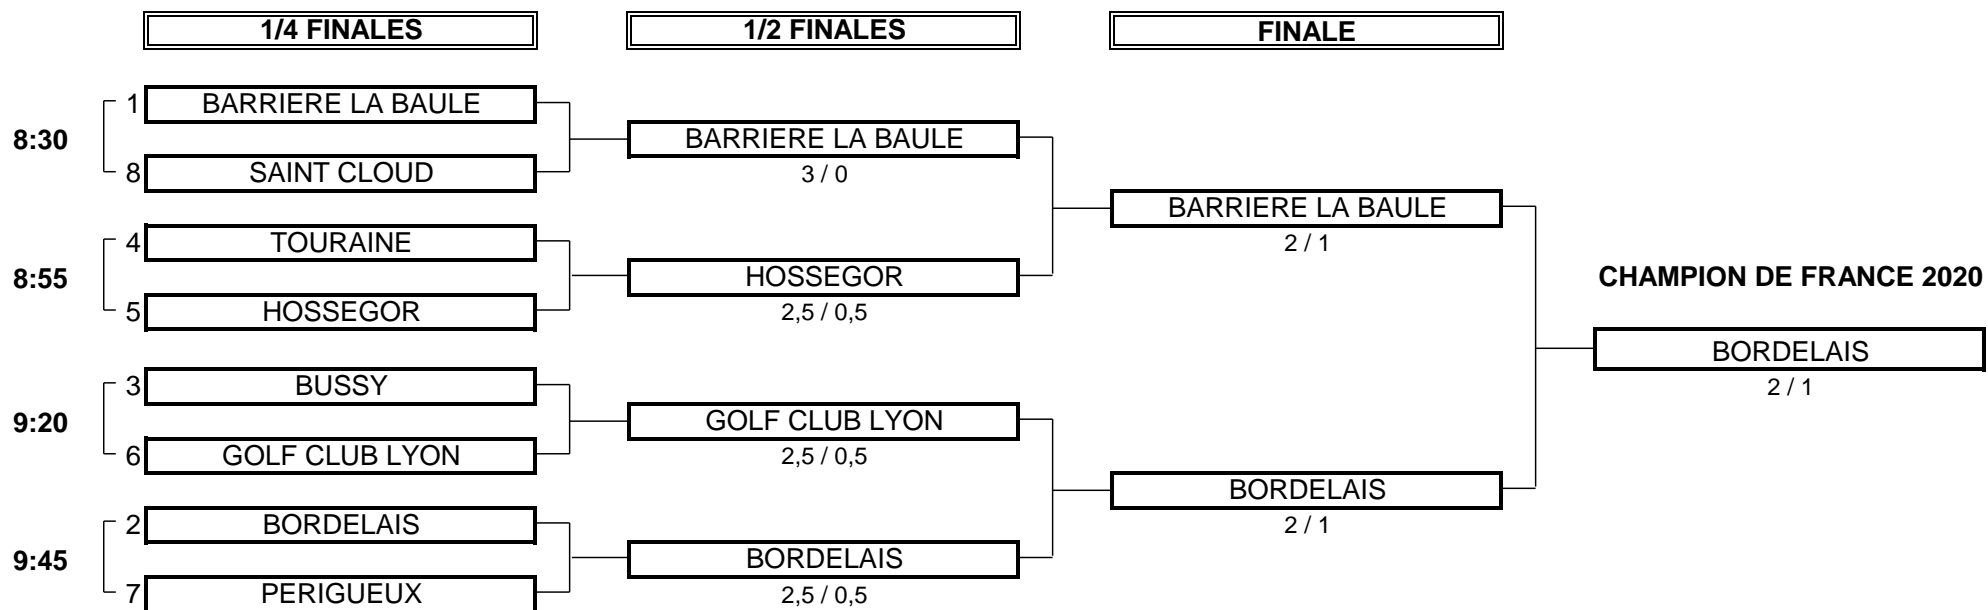 1/4 FINALES
1/2 FINALES
FINALE
8:30
1 BARRIERE LA BAULE
8 SAINT CLOUD
BARRIERE LA BAULE
3 / 0
8:55
4 TOURAINE
5 HOSSEGOR
HOSSEGOR
2,5 / 0,5
BARRIERE LA BAULE
2 / 1
9:20
3 BUSSY
6 GOLF CLUB LYON
GOLF CLUB LYON
2,5 / 0,5
9:45
2 BORDELAIS
7 PERIGUEUX
BORDELAIS
2,5 / 0,5
BORDELAIS
2 / 1
CHAMPION DE FRANCE 2020
BORDELAIS
2 / 1